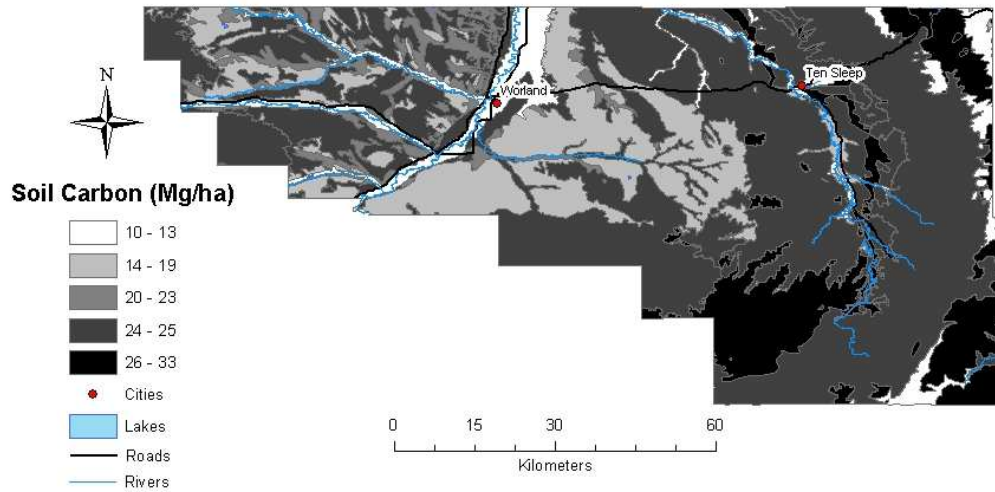 Worland
Ten Sleep
N
Soil Carbon (Mg/ha)
10 - 13
14 - 19
20 - 23
24 - 25
26 - 33
Cities
Lakes
Roads
Rivers
0 15 30 60
Kilometers